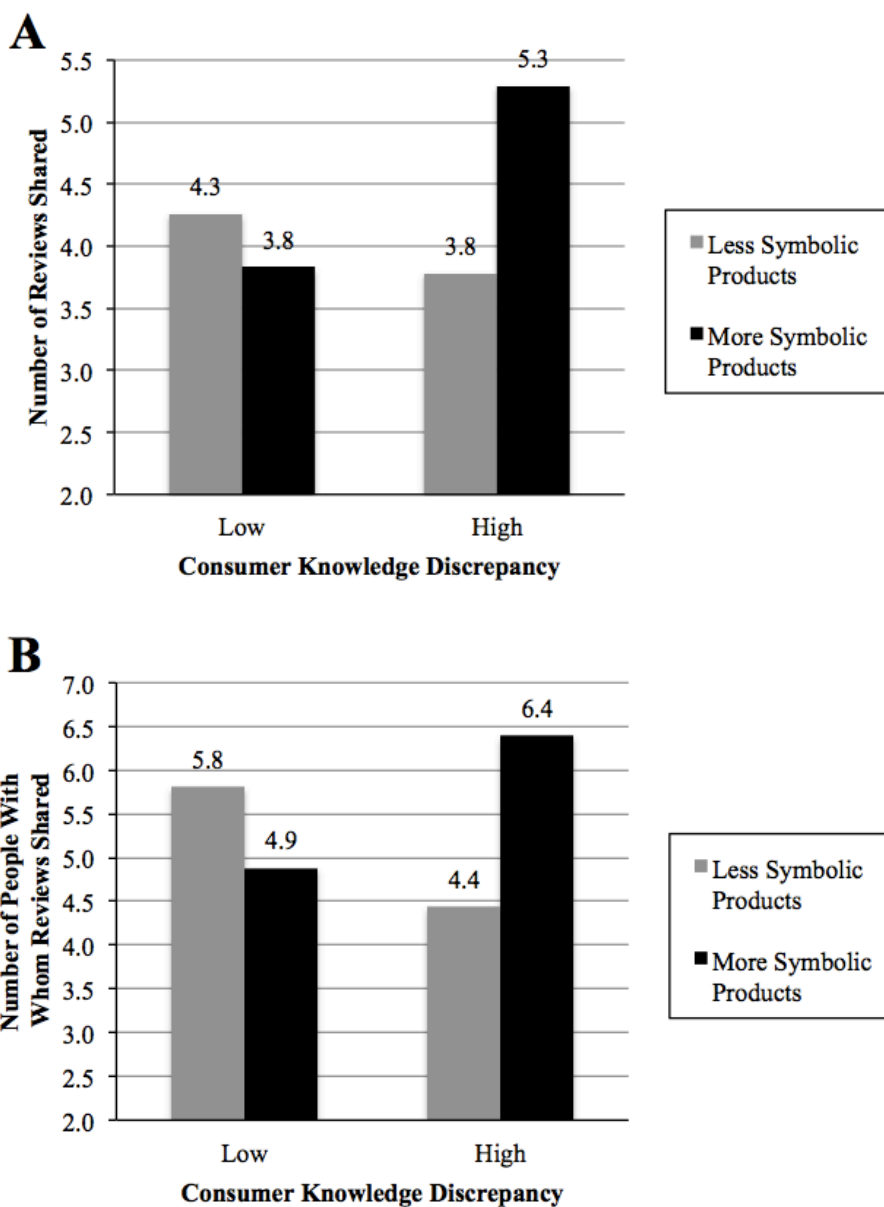 A
5.5
5.0
4.5
4.0
3.5
3.0
2.5
2.0
Number of Reviews Shared
4.3
3.8
3.8
5.3
Low
High
Consumer Knowledge Discrepancy
Less Symbolic
Products
More Symbolic
Products
B
7.0
6.5
6.0
5.5
5.0
4.5
4.0
3.5
3.0
2.5
2.0
Number of People With
Whom Reviews Shared
5.8
4.9
4.4
6.4
Low
High
Consumer Knowledge Discrepancy
Less Symbolic
Products
More Symbolic
Products